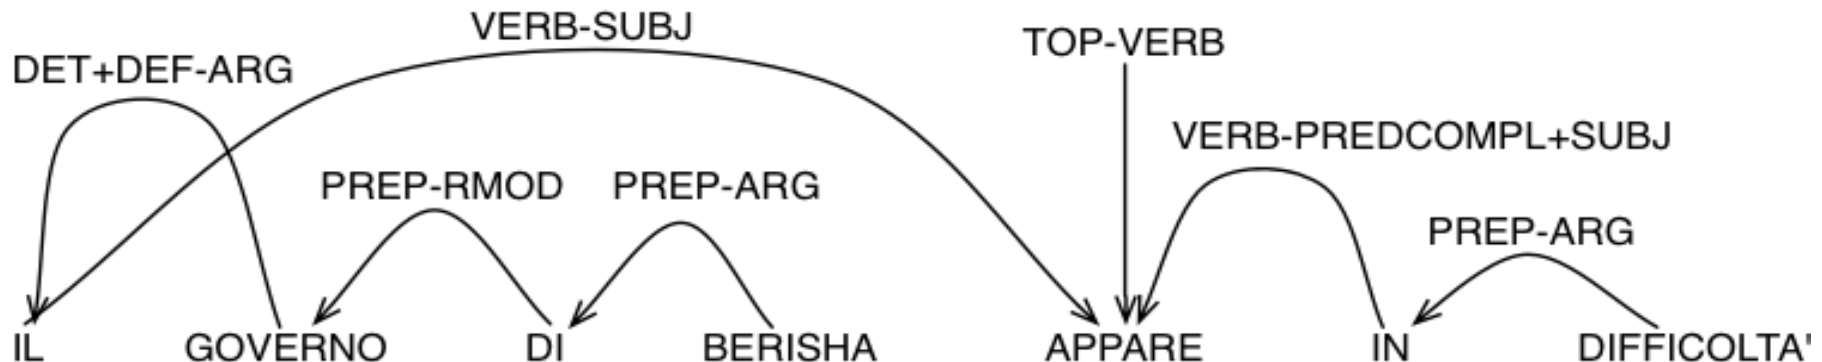 VERB-SUBJ
TOP-VERB
DET+DEF-ARG
VERB-PREDCOMPL+SUBJ
PREP-RMOD PREP-ARG
PREP-ARG
IL GOVERNO DI BERISHA APPARE IN DIFFICOLTA'